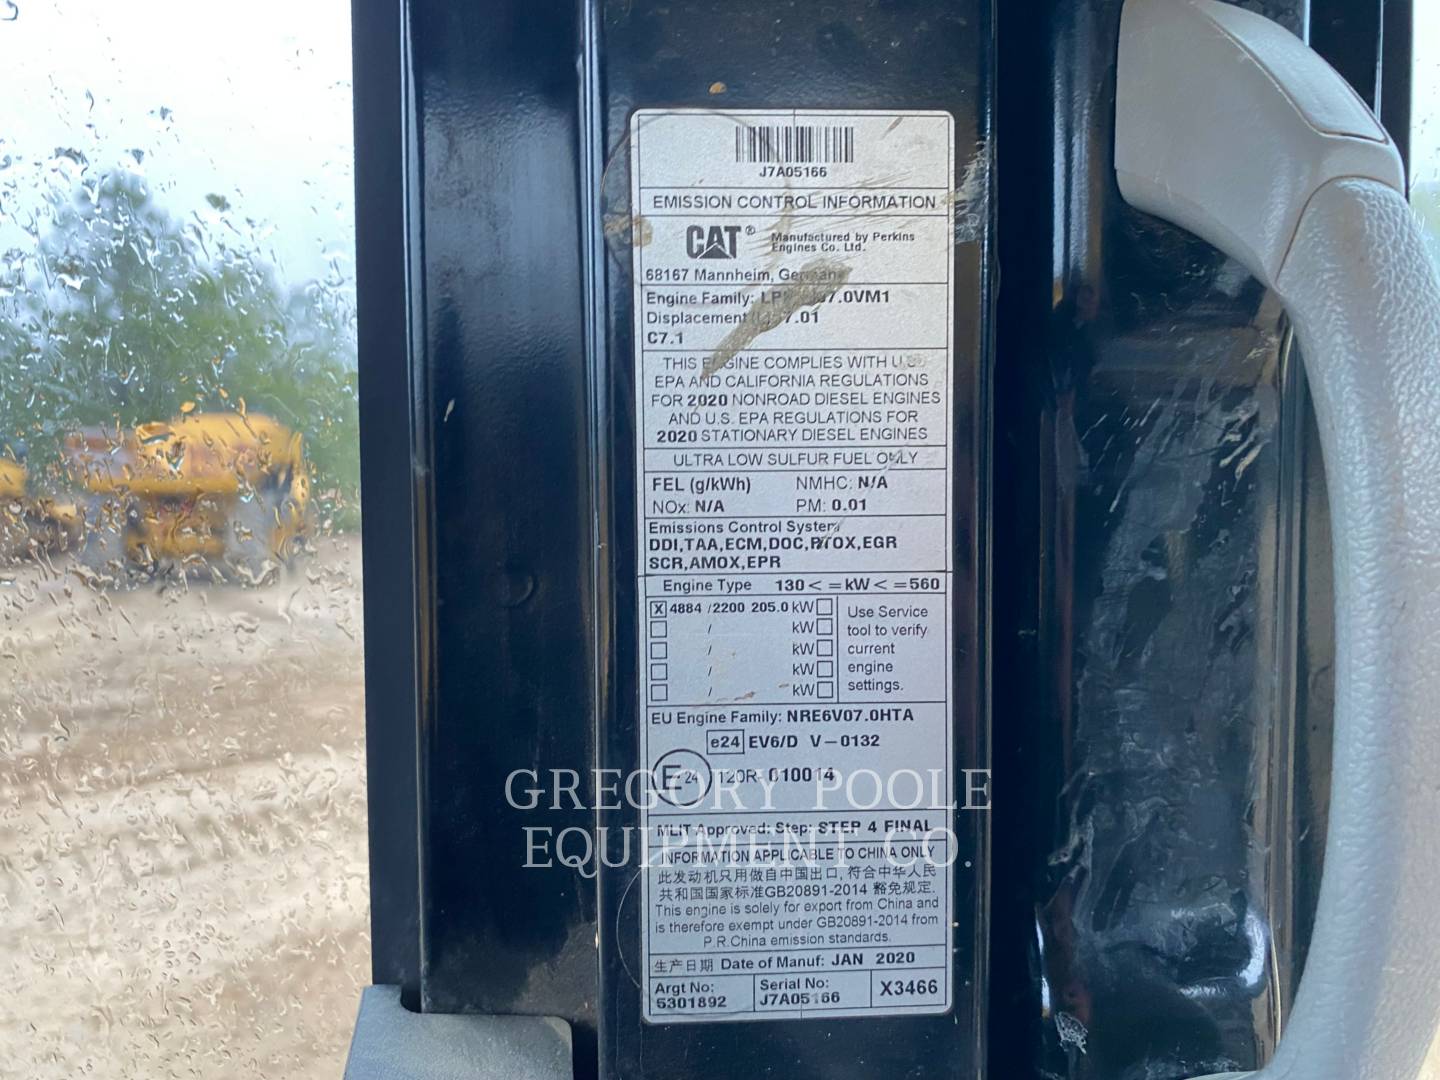 J7A05166
EMISSION CONTROL INFORMATION
CAT® Manufactured by Perkins
Engines Co. Ltd.
68167 Mannheim, Germany
Engine Family:
Displacement
C7.1
THIS ENGINE COMPLIES WITH
EPA AND CALIFORNIA REGULATIONS
FOR 2020 NONROAD DIESEL ENGINES
AND U.S. EPA REGULATIONS FOR
2020 STATIONARY DIESEL ENGINES
ULTRA LOW SULFUR FUEL ONLY
FEL (g/kWh) NMHC: N/A
NOx: N/A PM: 0.01
Emissions Control System
DDI,TAA,ECM,DOC,PTOX,EGR
SCR,AMOX,EPR
Engine Type 130< =kW< =560
X 4884 /2200 205.0 kW
/ kW
/ kW
/ kW
/ kW
Use Service
tool to verify
current
engine
settings.
EU Engine Family: NRE6V07.0HTA
e24 EV6/D V-0132
E 24 120R- 010014
GREGORY POOLE
EQUIPMENT CO.
MLIT Approved: Step: STEP 4 FINAL
INFORMATION APPLICABLE TO CHINA ONLY
此发动机只用做自中国出口, 符合中华人民
共和国国家标准GB20891-2014 豁免规定.
This engine is solely for export from China and
is therefore exempt under GB20891-2014 from
P.R.China emission standards.
生产日期 Date of Manuf: JAN 2020
Argt No:
5301892
Serial No:
J7A05166
X3466